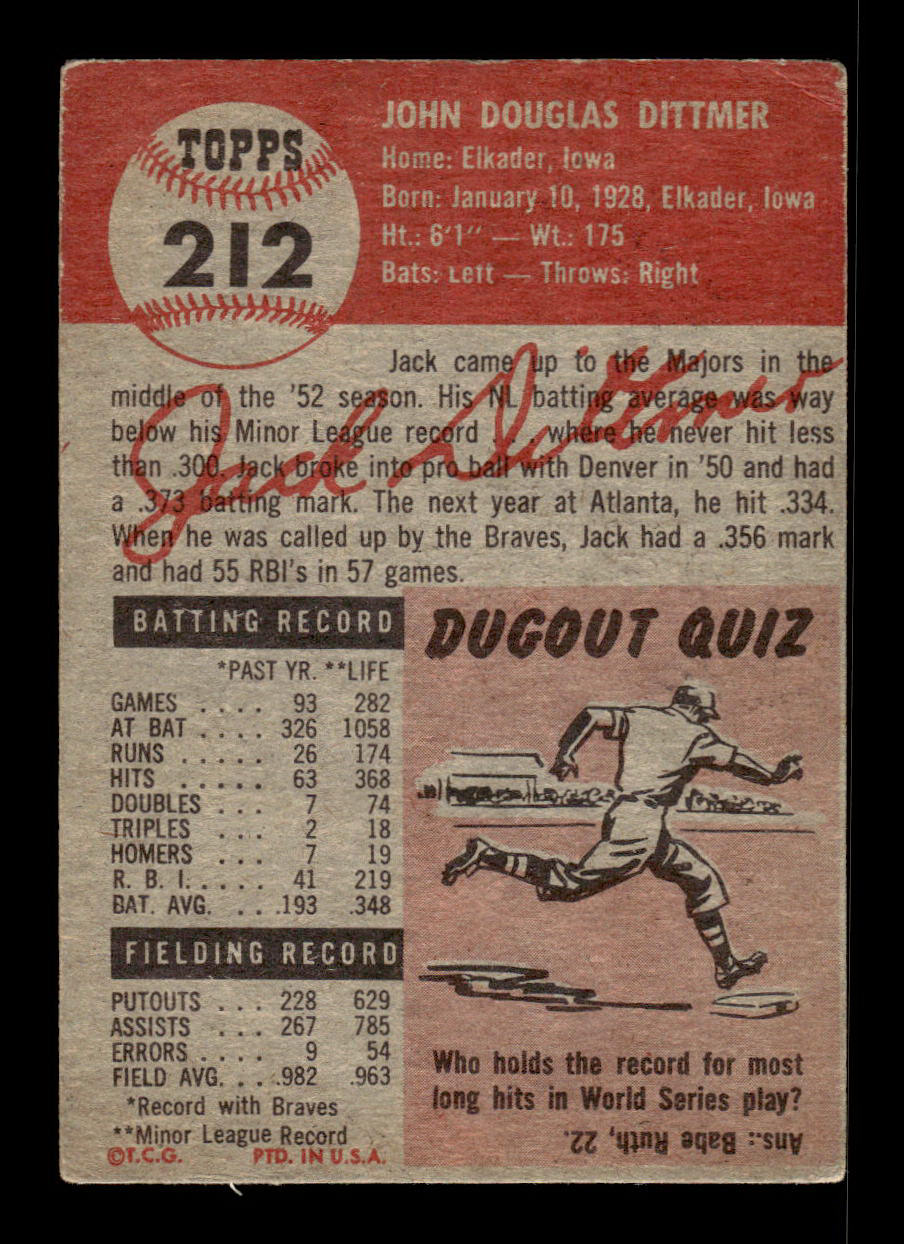 TOPPS
212
JOHN DOUGLAS DITTMER
Home: Elkader, Iowa
Born: January 10, 1928, Elkader, Iowa
Ht.: 6'1" — Wt.: 175
Bats: Left — Throws: Right
Jack came up to the Majors in the
middle of the '52 season. His NL batting average was way
below his Minor League record . . . where he never hit less
than .300. Jack broke into pro ball with Denver in '50 and had
a .373 batting mark. The next year at Atlanta, he hit .334.
When he was called up by the Braves, Jack had a .356 mark
and had 55 RBI's in 57 games.
Jack Dittmer
BATTING RECORD
*PAST YR. **LIFE
GAMES . . . . 93 282
AT BAT . . . . 326 1058
RUNS . . . . . 26 174
HITS . . . . . 63 368
DOUBLES . . . 7 74
TRIPLES . . . 2 18
HOMERS . . . 7 19
R. B. I. . . . . 41 219
BAT. AVG. . . .193 .348
FIELDING RECORD
PUTOUTS . . . 228 629
ASSISTS . . . 267 785
ERRORS . . . . 9 54
FIELD AVG. . . .982 .963
*Record with Braves
**Minor League Record
©T.C.G. PTD. IN U.S.A.
DUGOUT QUIZ
Who holds the record for most
long hits in World Series play?
Ans.: Babe Ruth, 22.